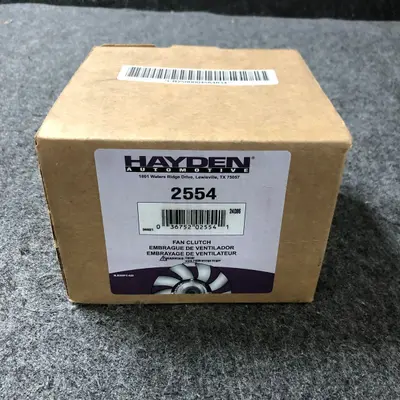 HAYDEN
AUTOMOTIVE
1801 Waters Ridge Drive, Lewisville, TX 75057
2554
0 36752 02554 1
FAN CLUTCH
EMBRAGUE DE VENTILADOR
EMBRAYAGE DE VENTILATEUR